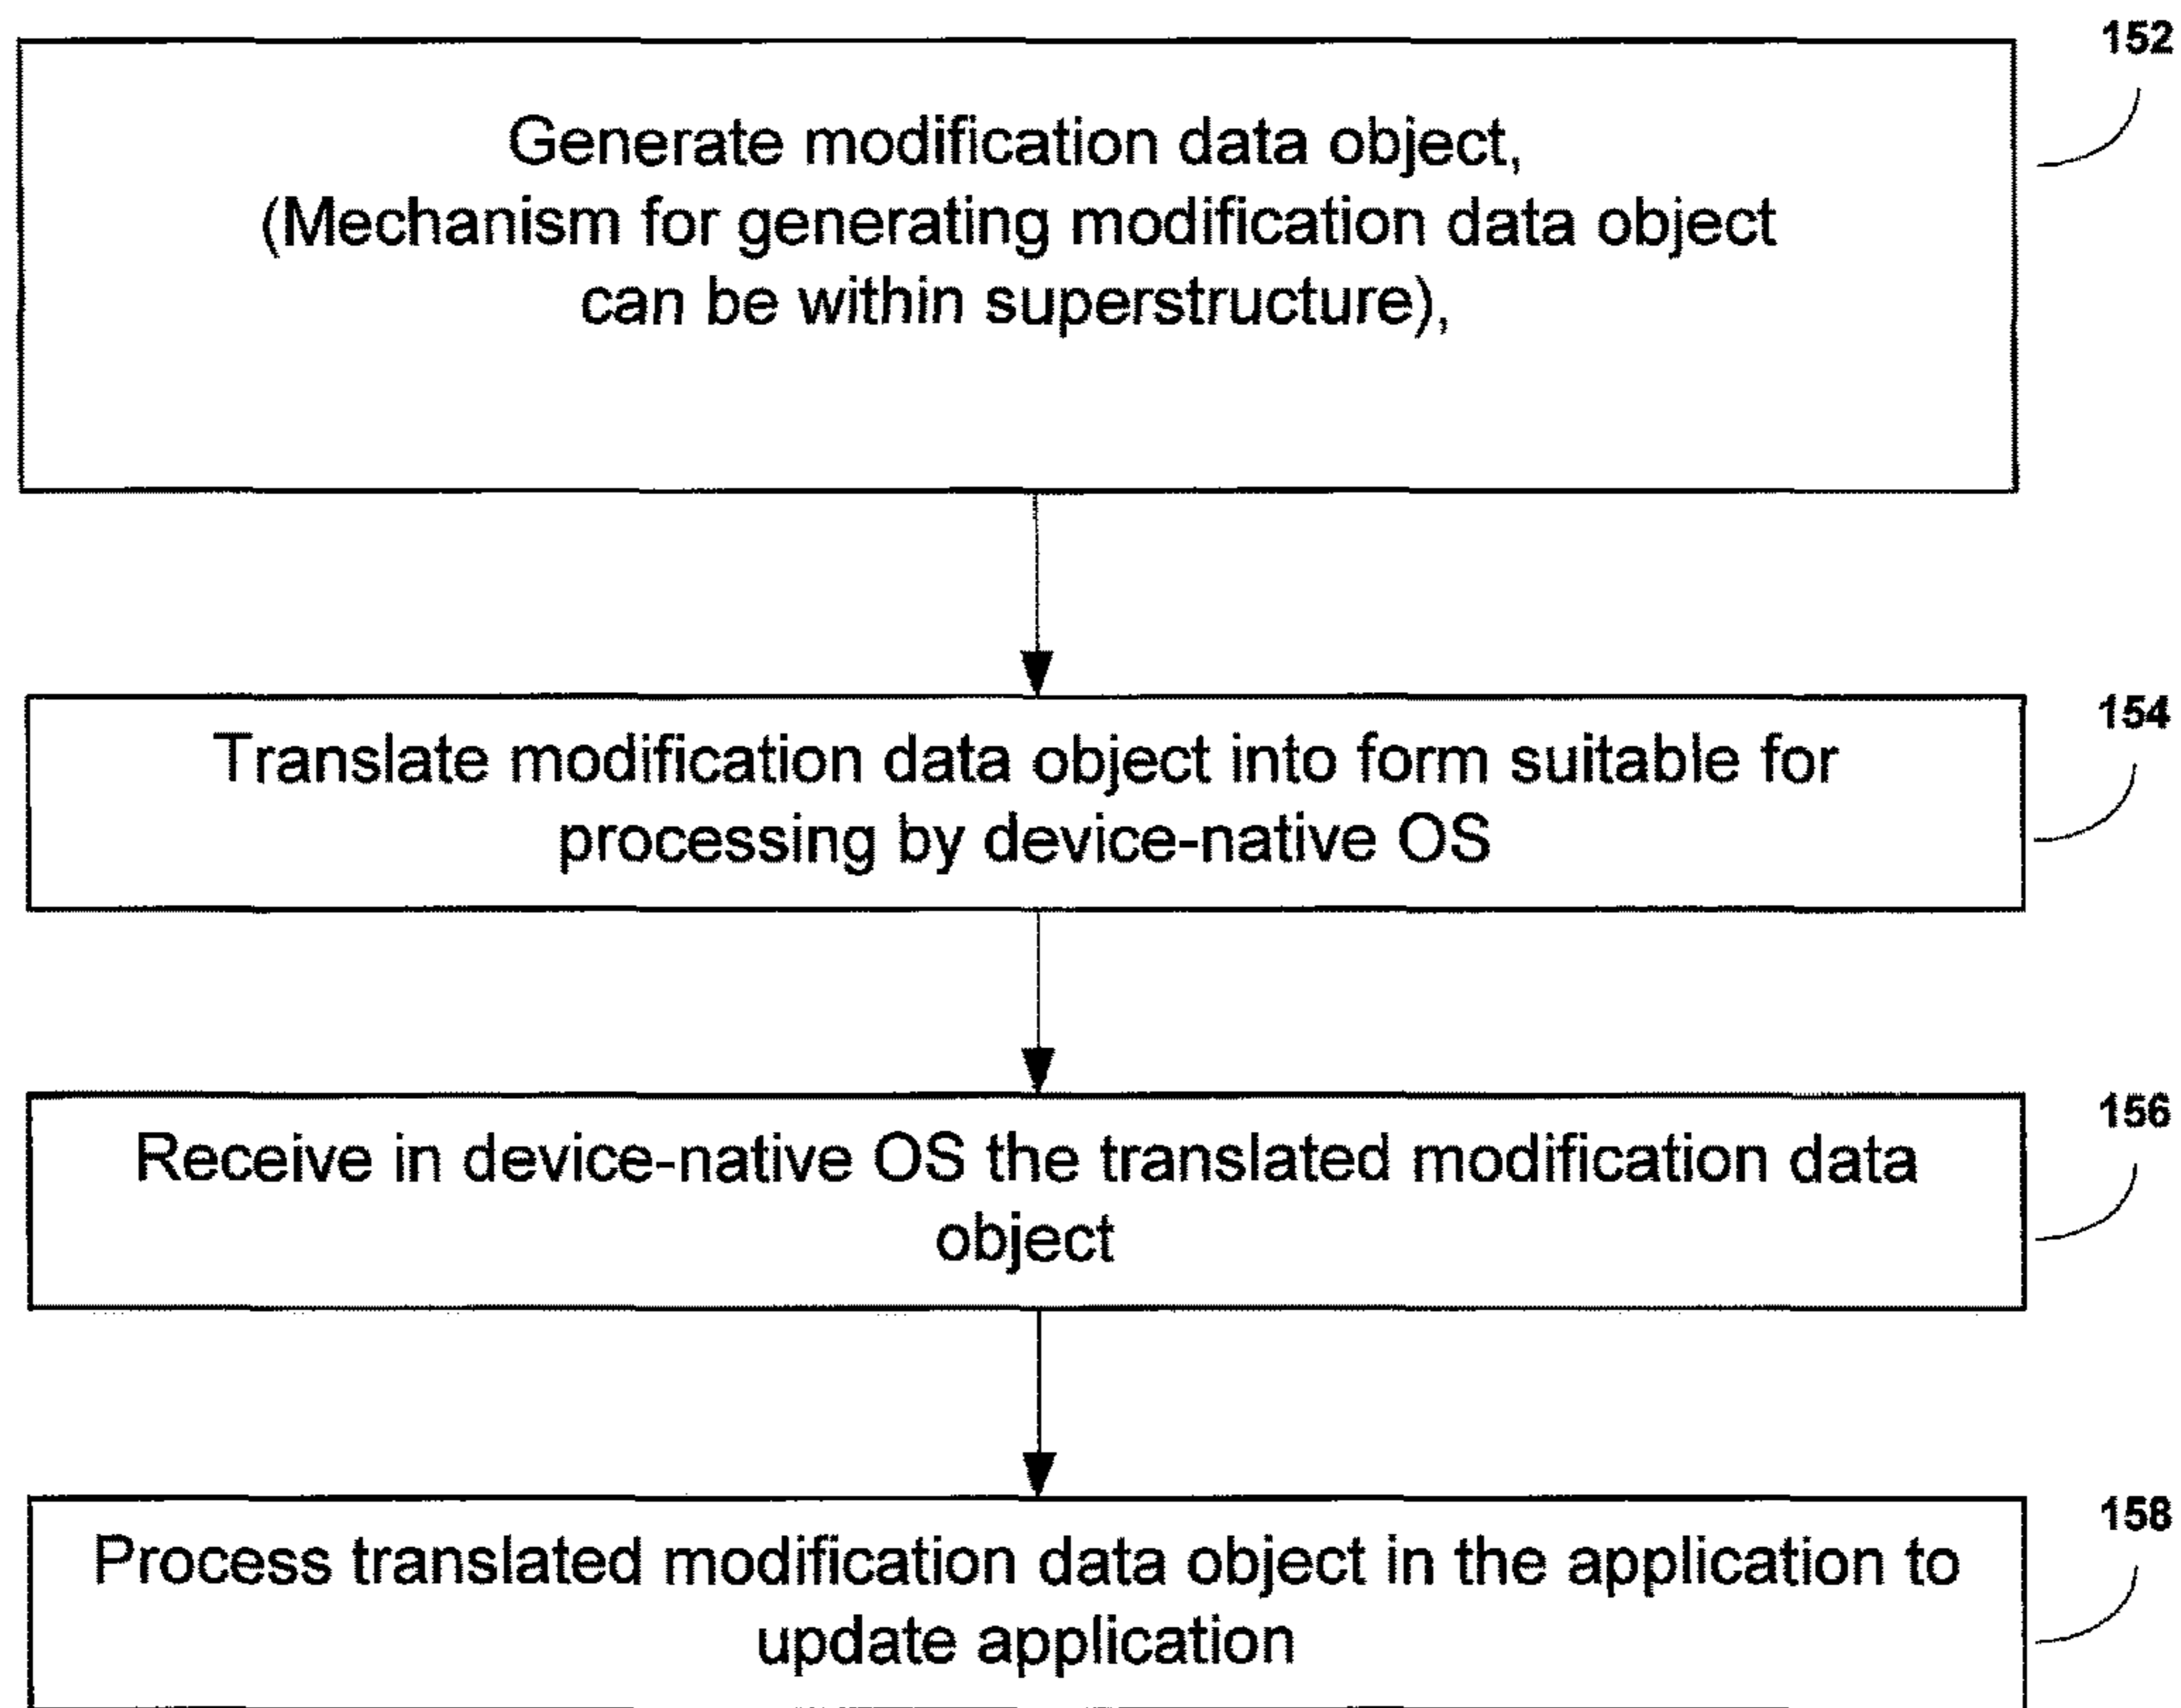 152
Generate modification data object,
(Mechanism for generating modification data object
can be within superstructure),
154
Translate modification data object into form suitable for
processing by device-native OS
156
Receive in device-native OS the translated modification data
object
158
Process translated modification data object in the application to
update application